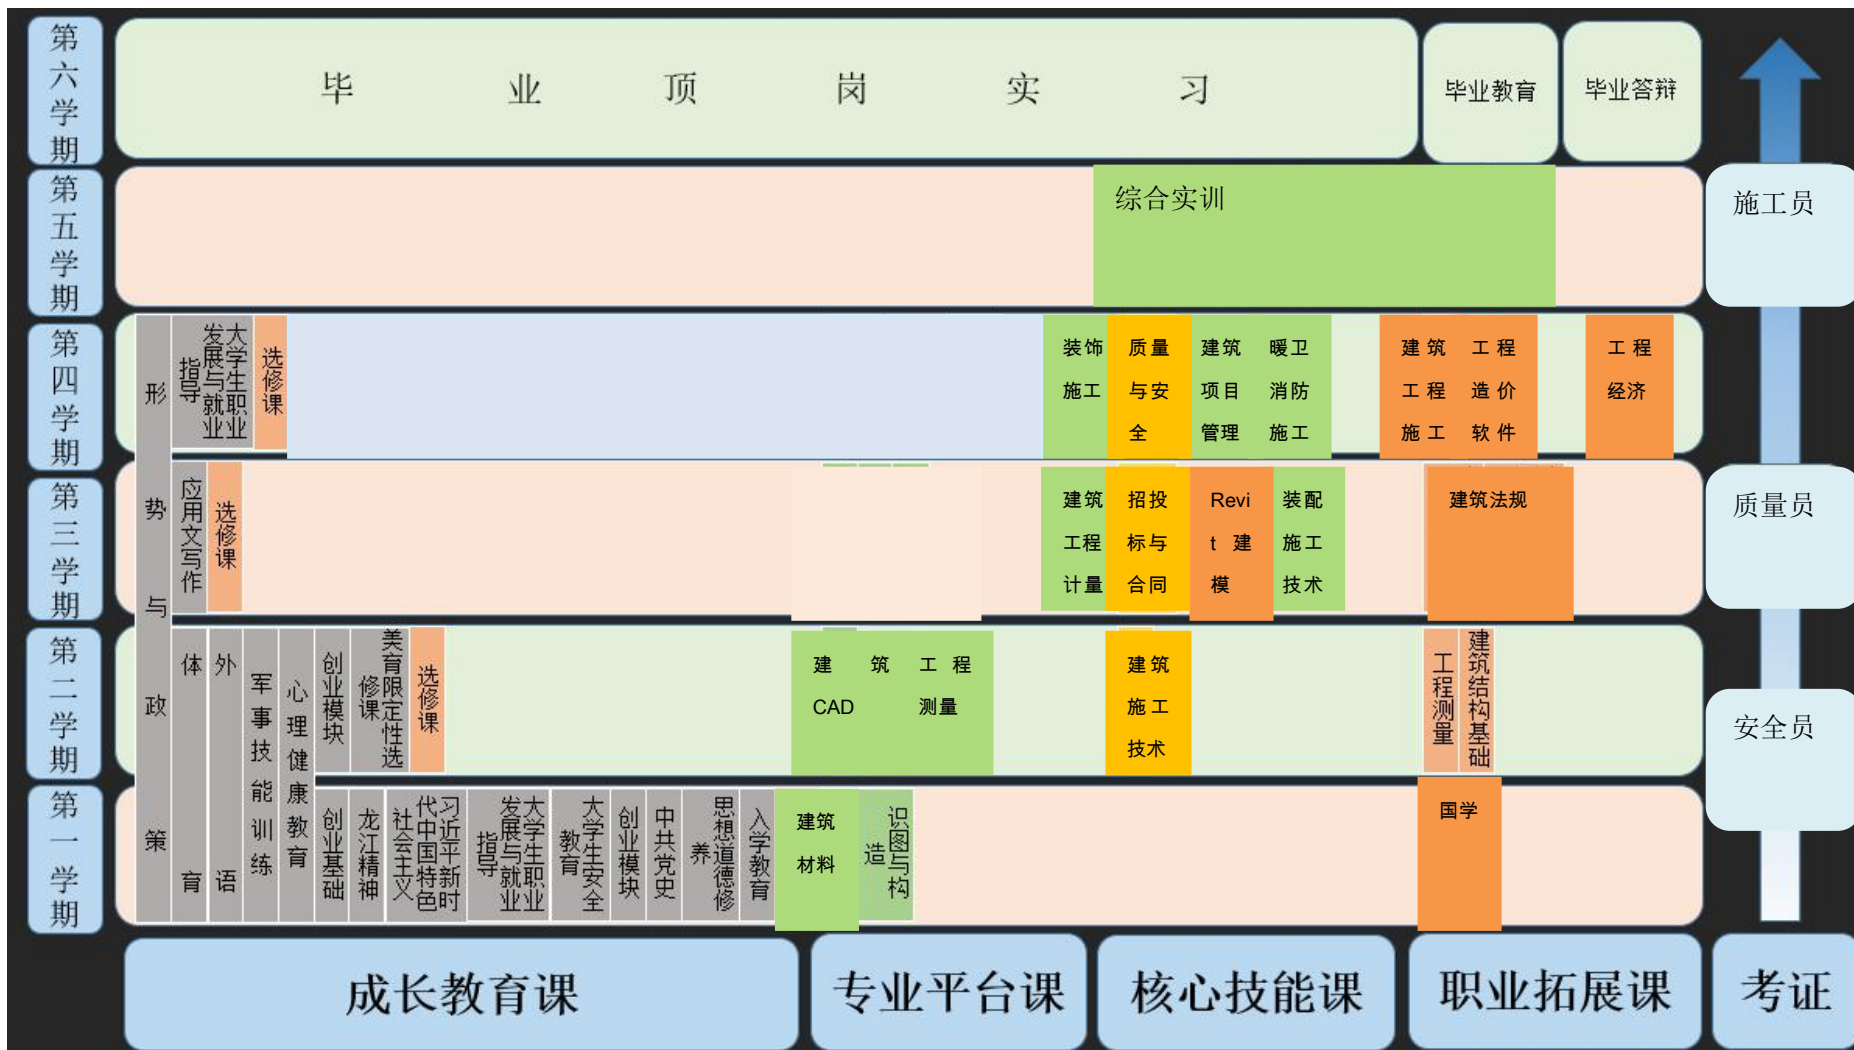 第六学期
毕业顶岗实习
毕业教育
毕业答辩
第五学期
综合实训
施工员
第四学期
形势与政策
大学生职业
发展与就业
指导
选修课
装饰
施工
质量
与安
全
建筑
项目
管理
暖卫
消防
施工
建筑
工程
施工
工程
造价
软件
工程
经济
第三学期
应用文写作
选修课
建筑
工程
计量
招投
标与
合同
Revi
t 建
模
装配
施工
技术
建筑法规
质量员
第二学期
体育
外语
军事技能训练
心理健康教育
创业模块
美育限定性选
修课
选修课
建筑
CAD
工程
测量
建筑
施工
技术
工程测量
建筑结构基础
安全员
第一学期
创业基础
龙江精神
习近平新时
代中国特色
社会主义
大学生职业
发展与就业
指导
大学生安全
教育
创业模块
中共党史
思想道德修
养
入学教育
建筑
材料
识图与构
造
国学
成长教育课
专业平台课
核心技能课
职业拓展课
考证